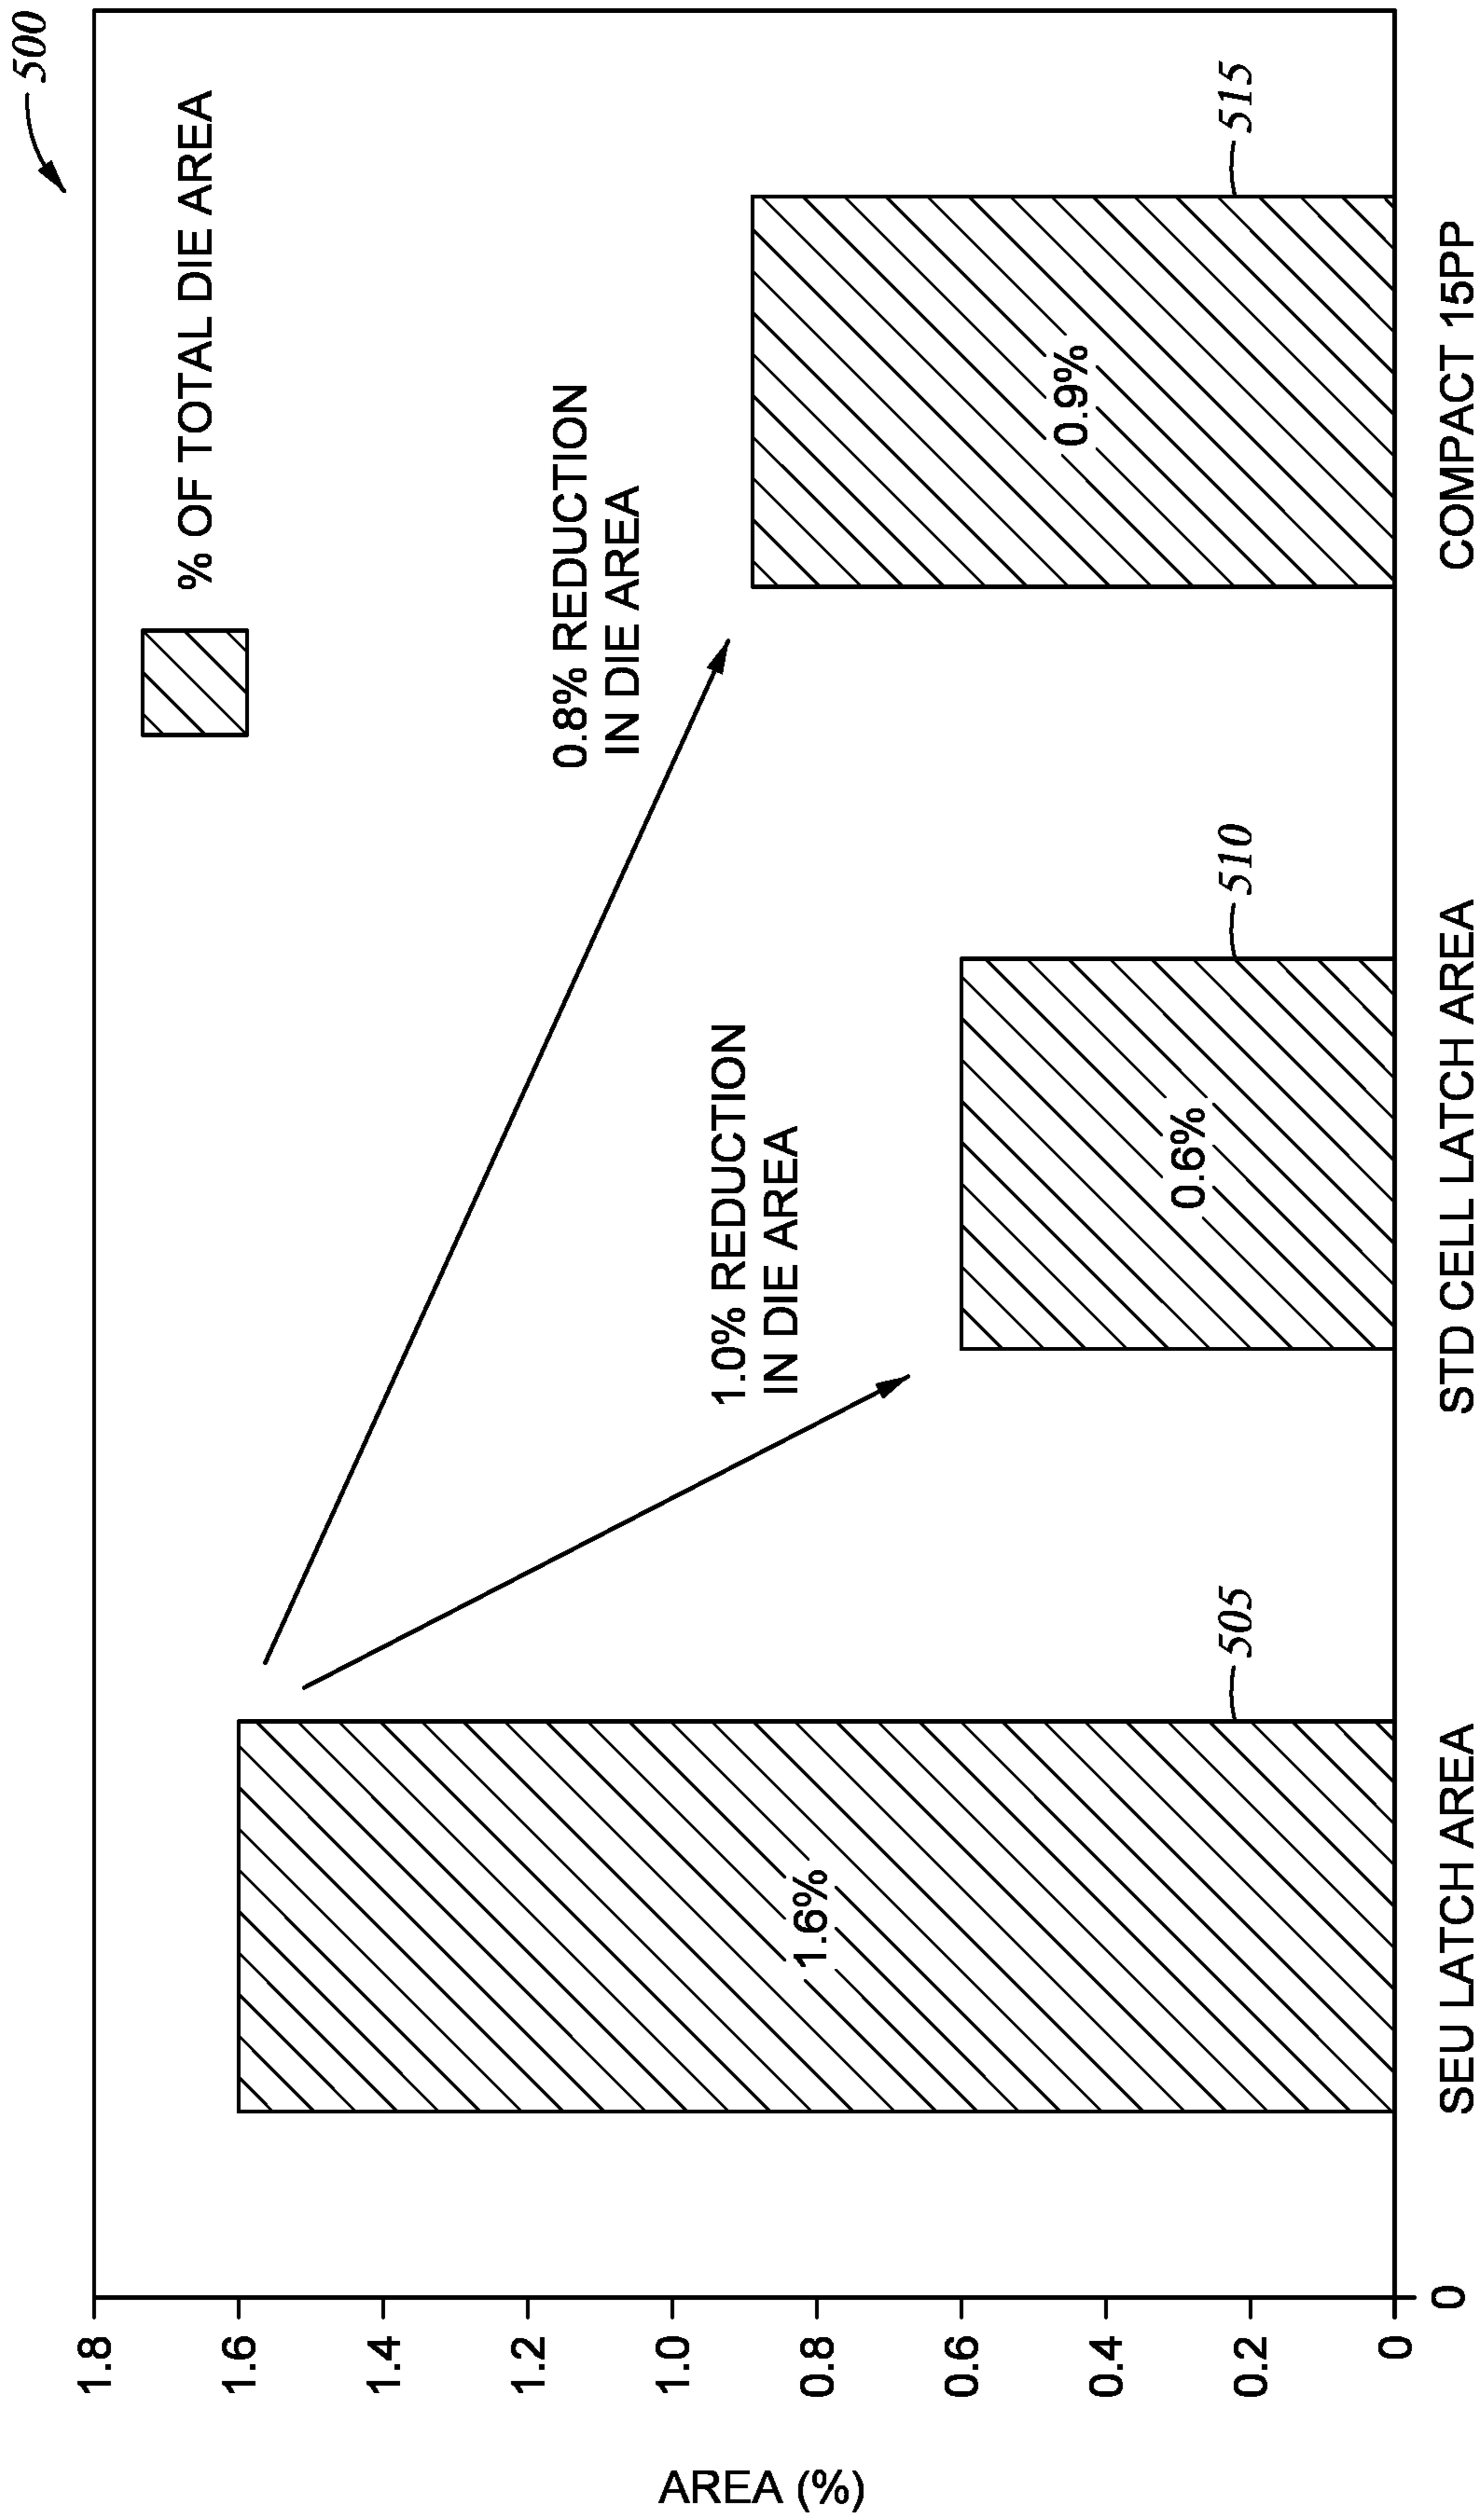 500
% OF TOTAL DIE AREA
0.8% REDUCTION
IN DIE AREA
1.0% REDUCTION
IN DIE AREA
AREA (%)
1.8
1.6
1.4
1.2
1.0
0.8
0.6
0.4
0.2
0
0
1.6%
505
0.6%
510
0.9%
515
SEU LATCH AREA
STD CELL LATCH AREA
COMPACT 15PP